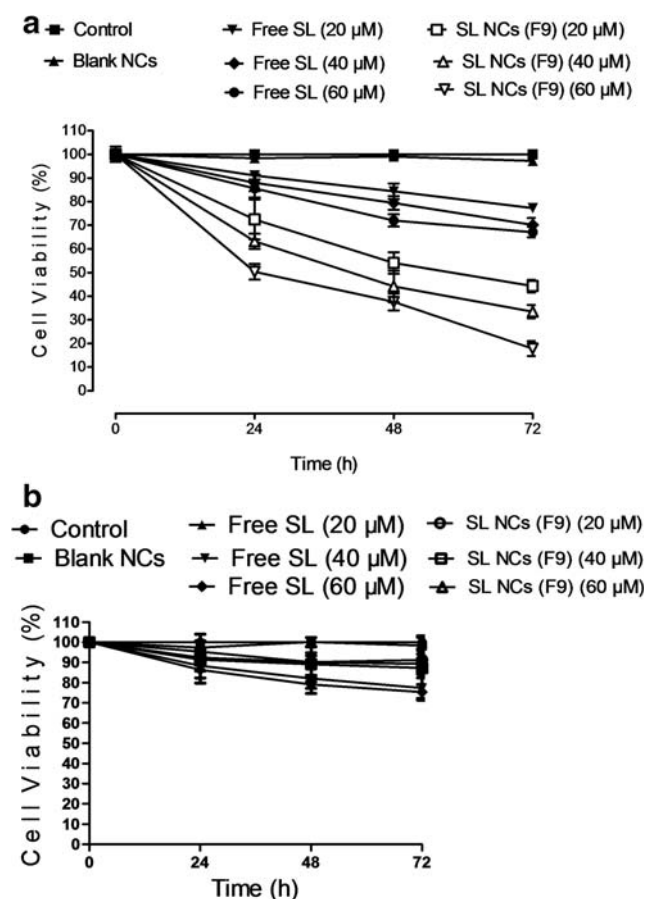 a
Control
Free SL (20 µM)
SL NCs (F9) (20 µM)
Blank NCs
Free SL (40 µM)
SL NCs (F9) (40 µM)
Free SL (60 µM)
SL NCs (F9) (60 µM)
Cell Viability (%)
110
100
90
80
70
60
50
40
30
20
10
0
0
24
48
72
Time (h)
b
Control
Free SL (20 µM)
SL NCs (F9) (20 µM)
Blank NCs
Free SL (40 µM)
SL NCs (F9) (40 µM)
Free SL (60 µM)
SL NCs (F9) (60 µM)
Cell Viability (%)
110
100
90
80
70
60
50
40
30
20
10
0
0
24
48
72
Time (h)